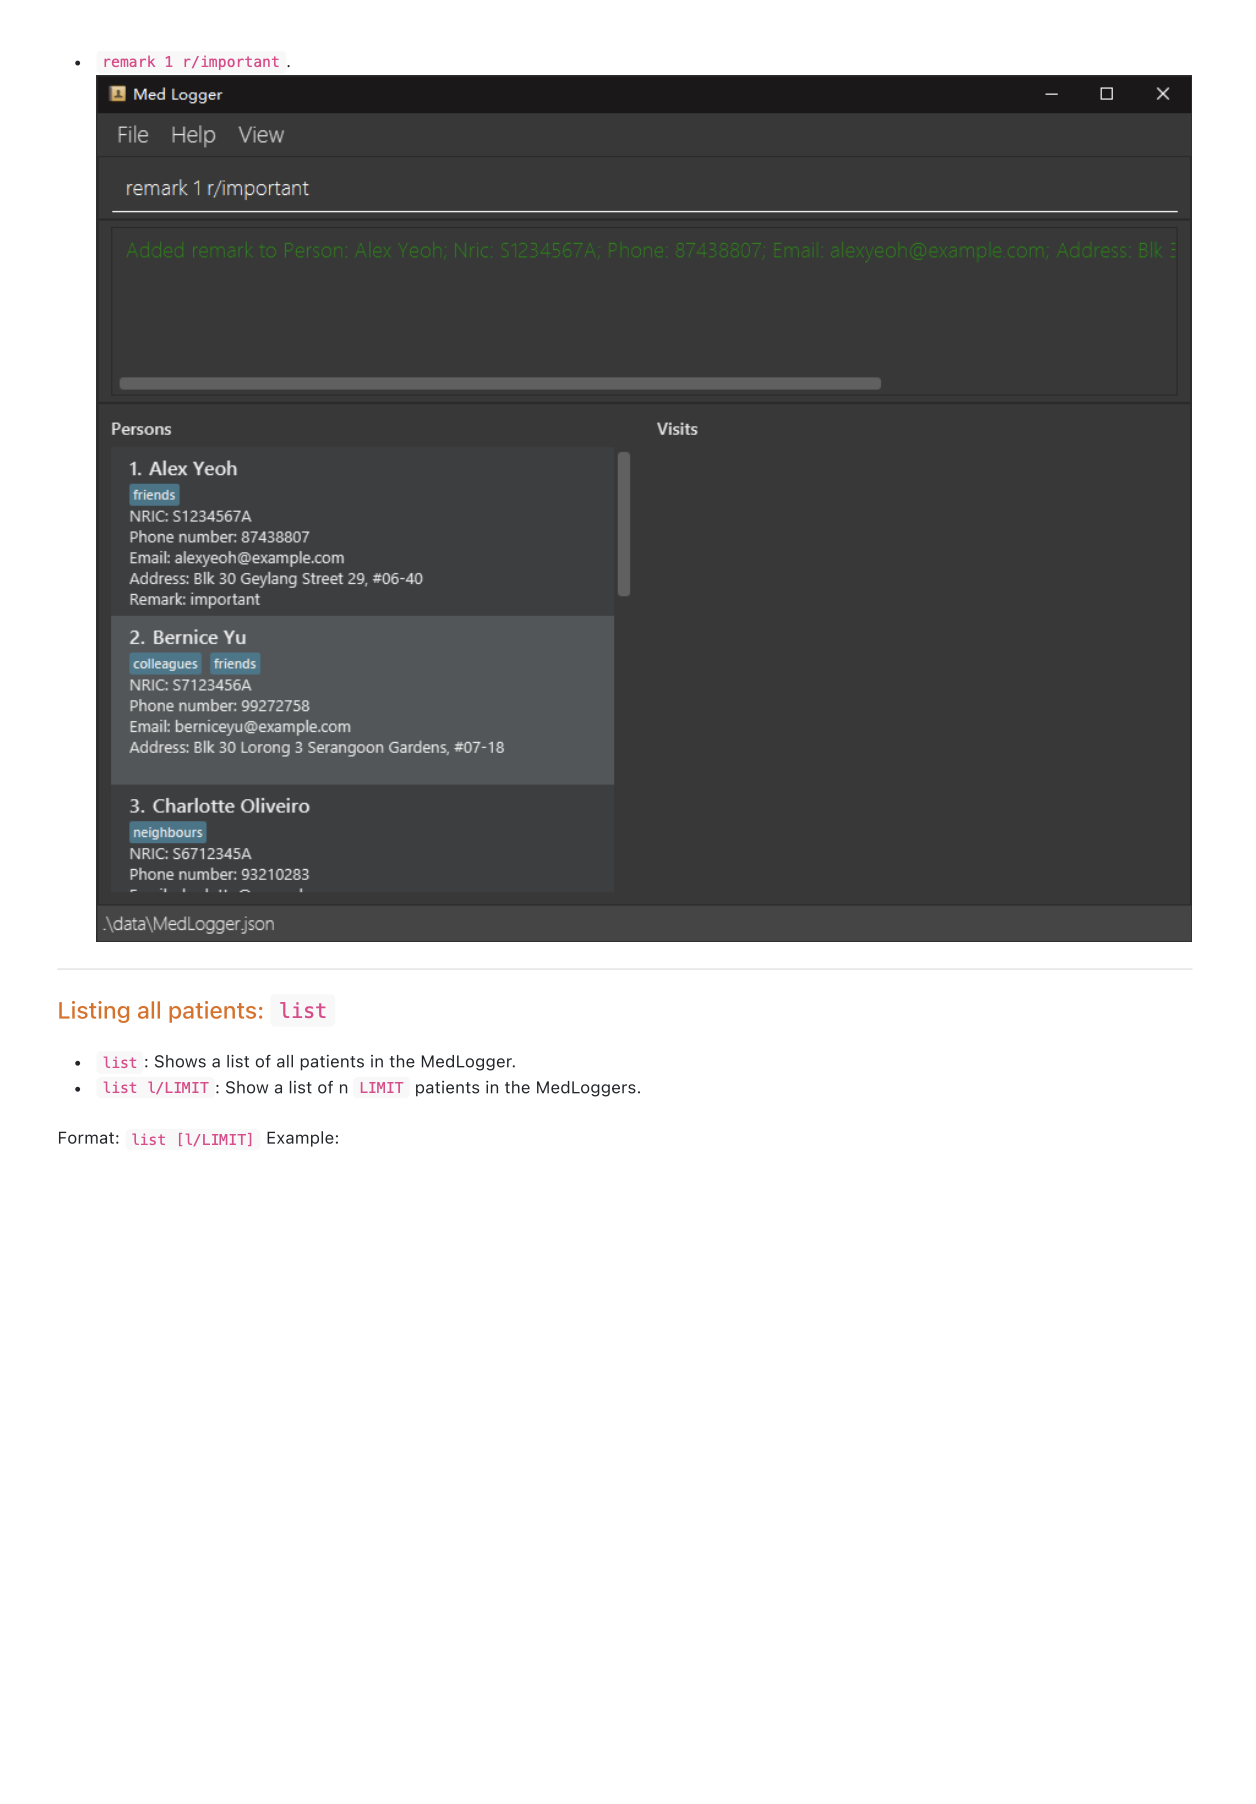 remark 1 r/important.
Med Logger
File Help View
remark 1 r/important
Added remark to Person: Alex Yeoh; Nric: S1234567A; Phone: 87438807; Email: alexyeoh@example.com; Address: Blk
Persons
Visits
1. Alex Yeoh
friends
NRIC: S1234567A
Phone number: 87438807
Email: alexyeoh@example.com
Address: Blk 30 Geylang Street 29, #06-40
Remark: important
2. Bernice Yu
colleagues friends
NRIC: S7123456A
Phone number: 99272758
Email: berniceyu@example.com
Address: Blk 30 Lorong 3 Serangoon Gardens, #07-18
3. Charlotte Oliveiro
neighbours
NRIC: S6712345A
Phone number: 93210283
.\data\MedLogger.json
Listing all patients: list
list: Shows a list of all patients in the MedLogger.
list l/LIMIT: Show a list of n LIMIT patients in the MedLoggers.
Format: list [l/LIMIT] Example: